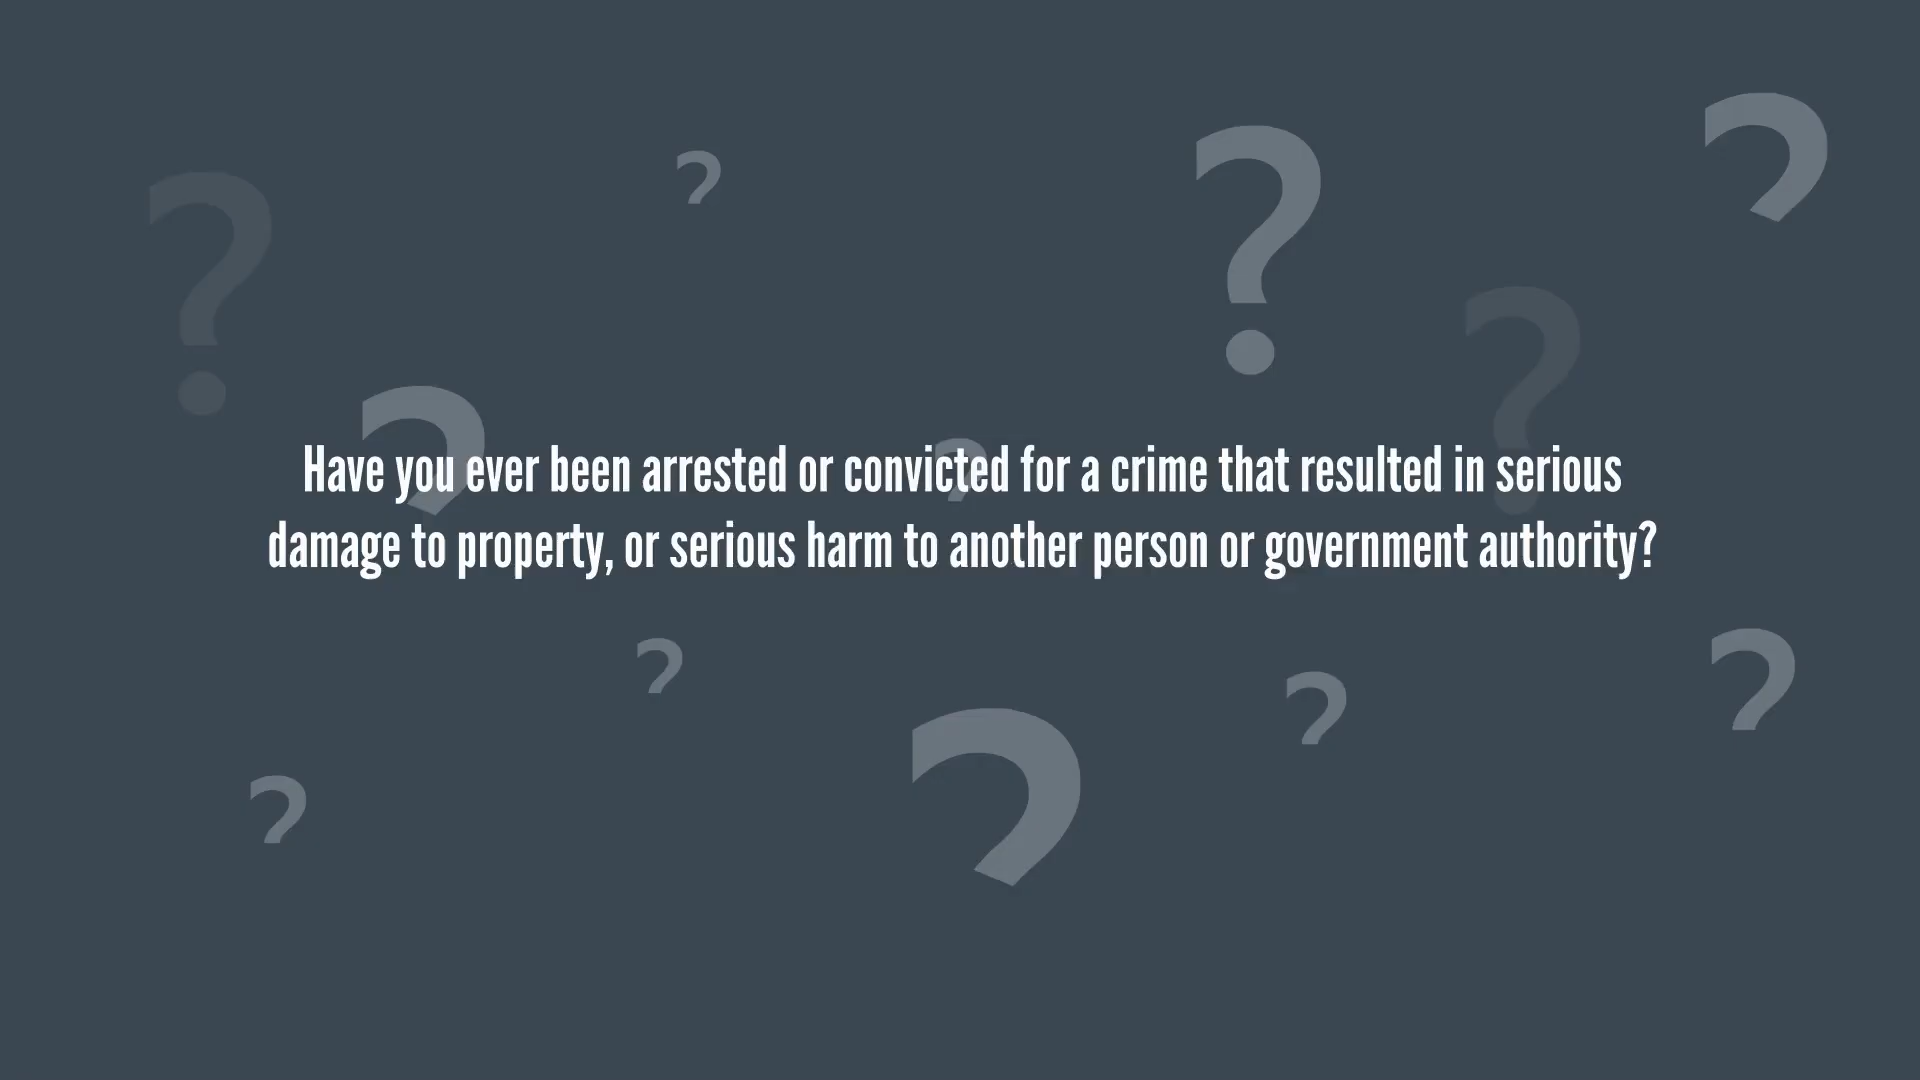 Have you ever been arrested or convicted for a crime that resulted in serious
damage to property, or serious harm to another person or government authority?